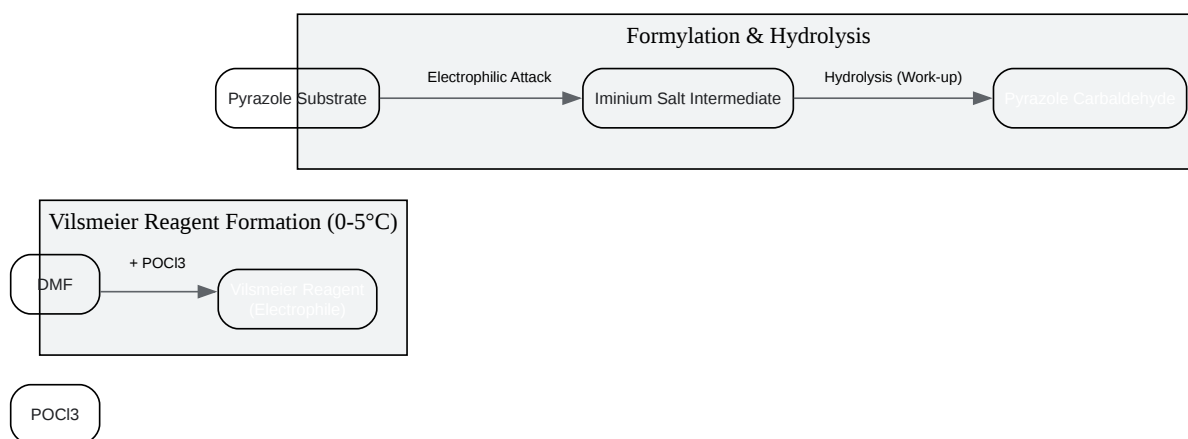 Formylation & Hydrolysis
Pyrazole Substrate
Electrophilic Attack
Iminium Salt Intermediate
Hydrolysis (Work-up)
Pyrazole Carbaldehyde
Vilsmeier Reagent Formation (0-5°C)
DMF
+ POCl3
Vilsmeier Reagent
(Electrophile)
POCl3